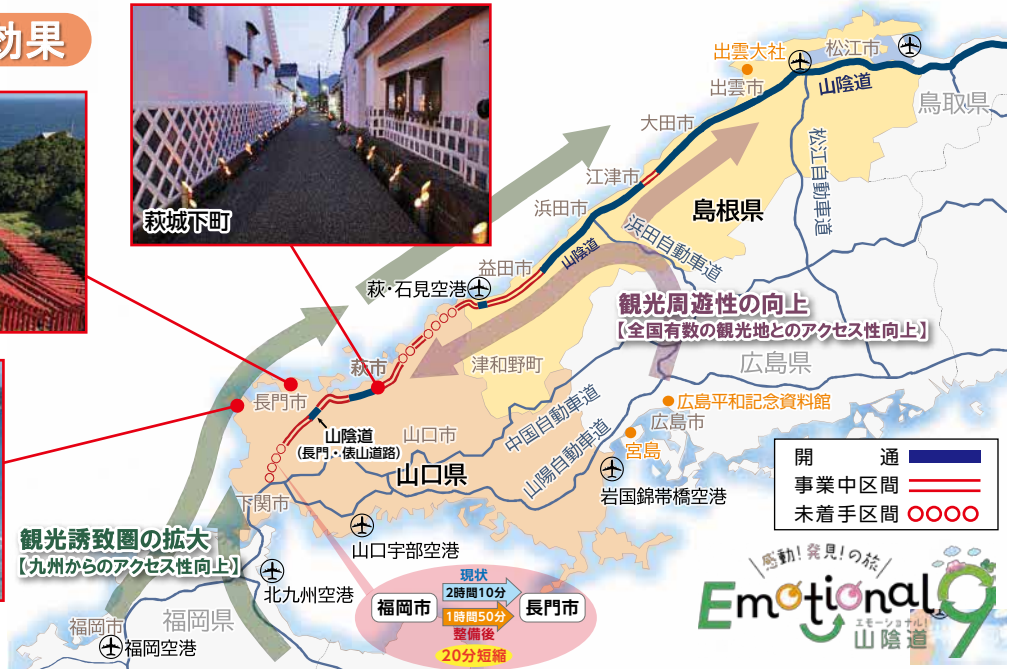 効果
萩城下町
出雲大社
松江市
出雲市
山陰道
鳥取県
大田市
松江自動車道
江津市
島根県
浜田市
浜田自動車道
山陰道
益田市
萩・石見空港
観光周遊性の向上
【全国有数の観光地とのアクセス性向上】
津和野町
広島県
萩市
長門市
広島平和記念資料館
広島市
中国自動車道
山陰道
(長門・俵山道路)
山口市
宮島
山陽自動車道
山口県
岩国錦帯橋空港
下関市
開通
事業中区間
未着手区間
観光誘致圏の拡大
【九州からのアクセス性向上】
山口宇部空港
北九州空港
福岡県
福岡市
福岡空港
現状
福岡市 2時間10分 長門市
1時間50分
整備後
20分短縮
感動!発見!の旅
Emotional 9
エモーショナル!
山陰道